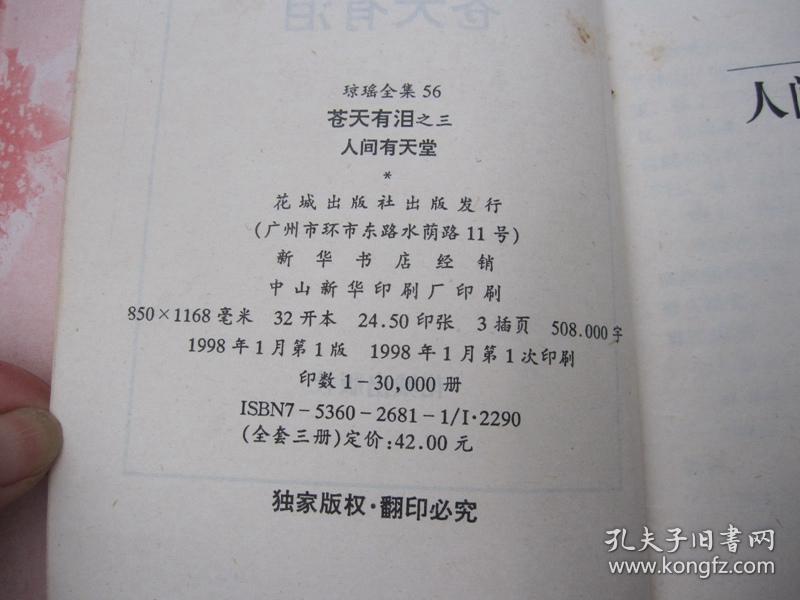 苍天有泪
琼瑶全集 56
苍天有泪之三
人间有天堂
*
花城出版社出版发行
(广州市环市东路水荫路 11 号)
新华书店经销
中山新华印刷厂印刷
850×1168 毫米 32 开本 24.50 印张 3 插页 508.000 字
1998 年 1 月第 1 版 1998 年 1 月第 1 次印刷
印数 1-30,000 册
ISBN7-5360-2681-1/I·2290
(全套三册)定价:42.00 元
独家版权·翻印必究
人间
孔夫子旧书网
www.kongfz.com